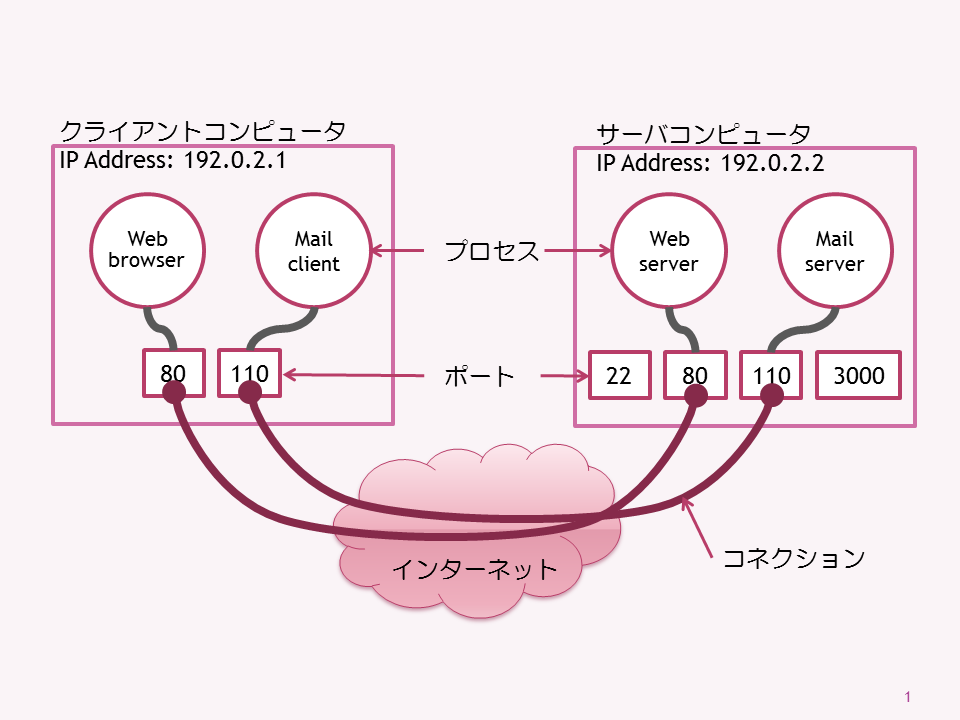 クライアントコンピュータ
IP Address: 192.0.2.1
サーバコンピュータ
IP Address: 192.0.2.2
Web
browser
Mail
client
プロセス
Web
server
Mail
server
80
110
ポート
22
80
110
3000
インターネット
コネクション
1